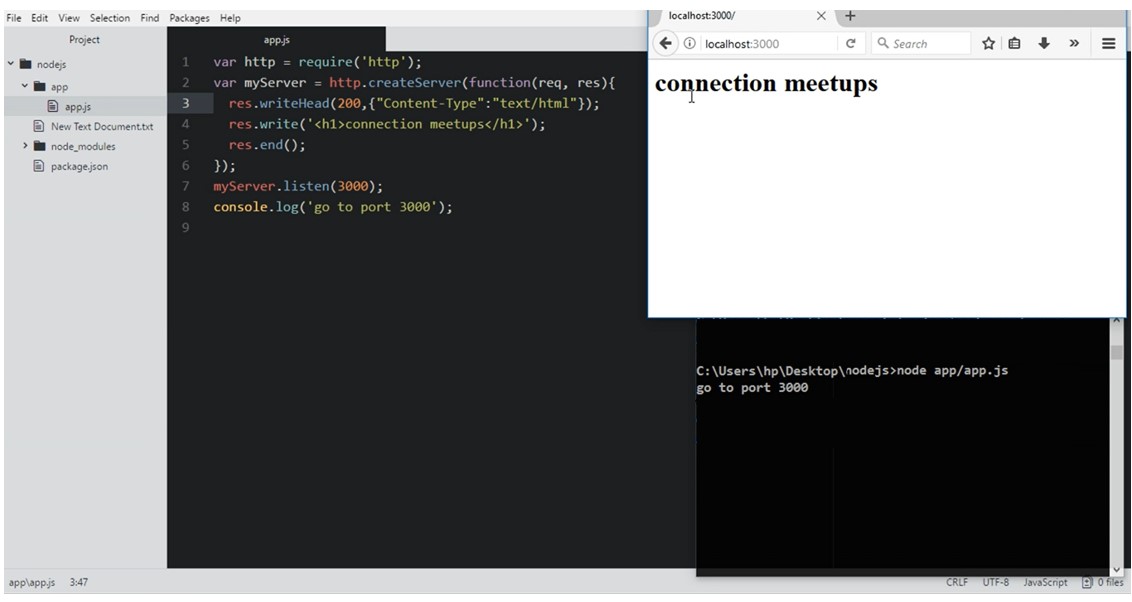 File Edit View Selection Find Packages Help
Project
nodejs
app
app.js
New Text Document.txt
node_modules
package.json
app.js
1 var http = require('http');
2 var myServer = http.createServer(function(req, res){
3 res.writeHead(200,{"Content-Type":"text/html"});
4 res.write('<h1>connection meetups</h1>');
5 res.end();
6 });
7 myServer.listen(3000);
8 console.log('go to port 3000');
9
localhost:3000/
localhost:3000 Search
connection meetups
C:\Users\hp\Desktop\nodejs>node app/app.js
go to port 3000
app\app.js 3:47 CRLF UTF-8 JavaScript 0 files